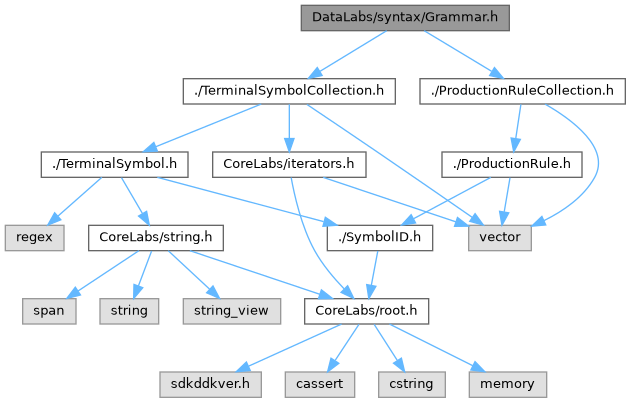 DataLabs/syntax/Grammar.h
./TerminalSymbolCollection.h
./ProductionRuleCollection.h
./TerminalSymbol.h
CoreLabs/iterators.h
./ProductionRule.h
regex
CoreLabs/string.h
./SymbolID.h
vector
span
string
string_view
CoreLabs/root.h
sdkddkver.h
cassert
cstring
memory